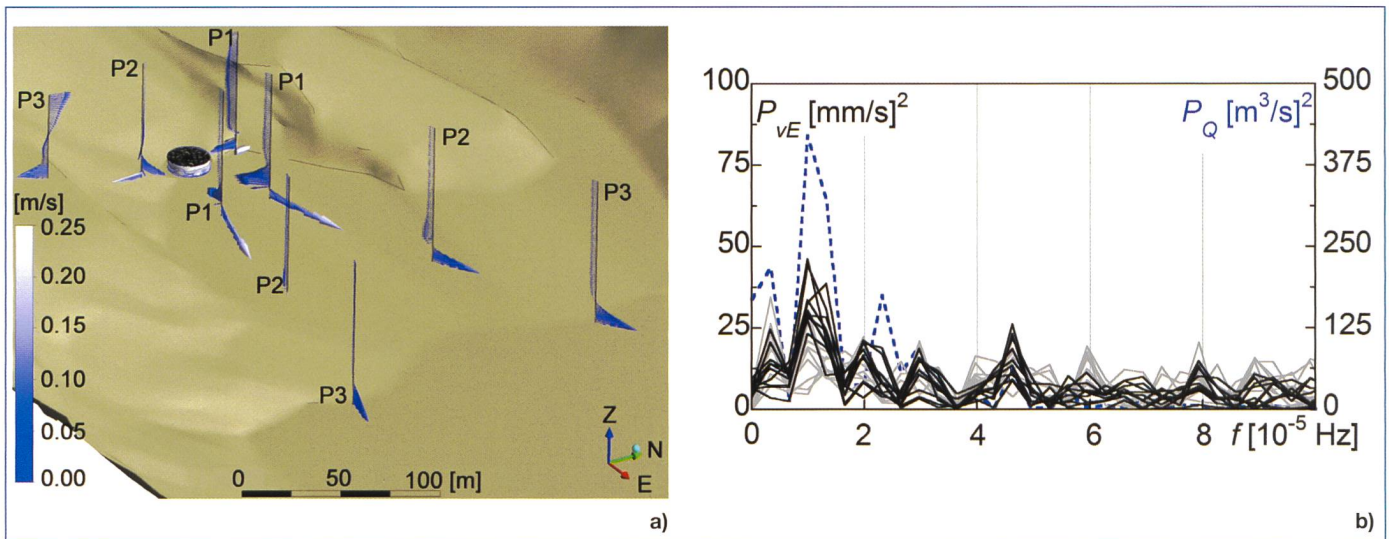 P1
P2
P1
P3
P2
P3
P1
P2
P3
[m/s]
0.25
0.20
0.15
0.10
0.05
0.00
0 50 100 [m]
Z
N
E
a)
100
75
50
25
0
P_vE [mm/s]²
P_Q [m³/s]²
500
375
250
125
0
0 2 4 6 8 f [10⁻⁵ Hz]
b)